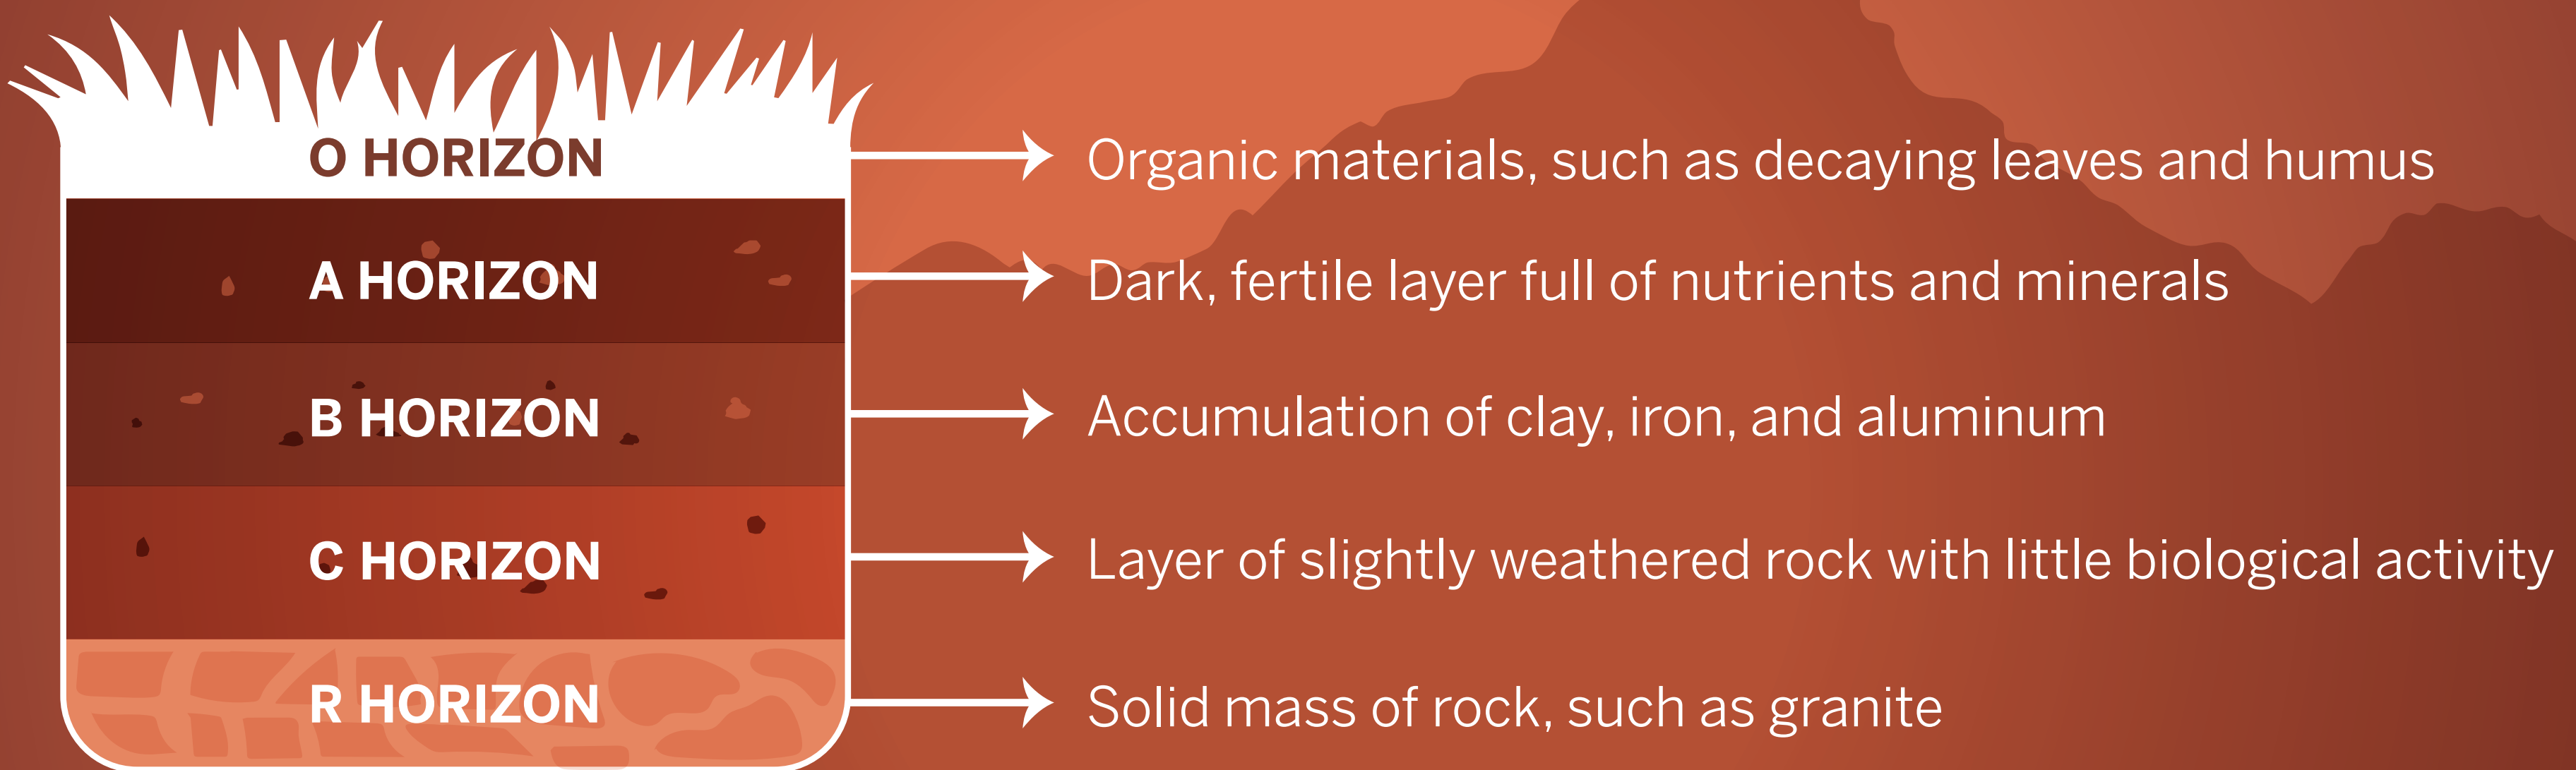 O HORIZON
Organic materials, such as decaying leaves and humus
A HORIZON
Dark, fertile layer full of nutrients and minerals
B HORIZON
Accumulation of clay, iron, and aluminum
C HORIZON
Layer of slightly weathered rock with little biological activity
R HORIZON
Solid mass of rock, such as granite